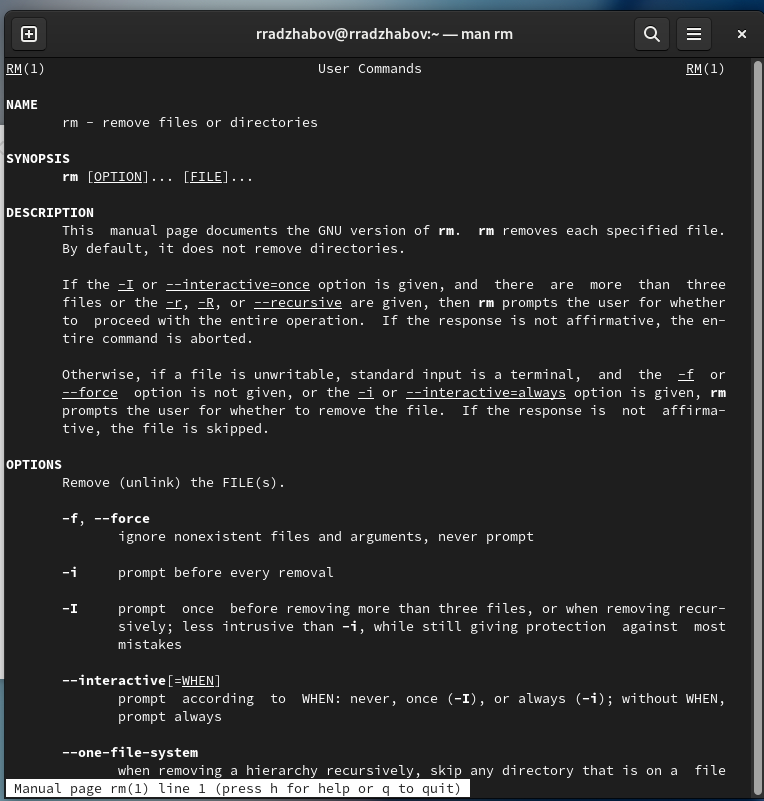 rradzhabov@rradzhabov:~ — man rm
RM(1) User Commands RM(1)
NAME
rm - remove files or directories
SYNOPSIS
rm [OPTION]... [FILE]...
DESCRIPTION
This manual page documents the GNU version of rm. rm removes each specified file.
By default, it does not remove directories.
If the -I or --interactive=once option is given, and there are more than three
files or the -r, -R, or --recursive are given, then rm prompts the user for whether
to proceed with the entire operation. If the response is not affirmative, the en-
tire command is aborted.
Otherwise, if a file is unwritable, standard input is a terminal, and the -f or
--force option is not given, or the -i or --interactive=always option is given, rm
prompts the user for whether to remove the file. If the response is not affirma-
tive, the file is skipped.
OPTIONS
Remove (unlink) the FILE(s).
-f, --force
ignore nonexistent files and arguments, never prompt
-i prompt before every removal
-I prompt once before removing more than three files, or when removing recur-
sively; less intrusive than -i, while still giving protection against most
mistakes
--interactive[=WHEN]
prompt according to WHEN: never, once (-I), or always (-i); without WHEN,
prompt always
--one-file-system
when removing a hierarchy recursively, skip any directory that is on a file
Manual page rm(1) line 1 (press h for help or q to quit)